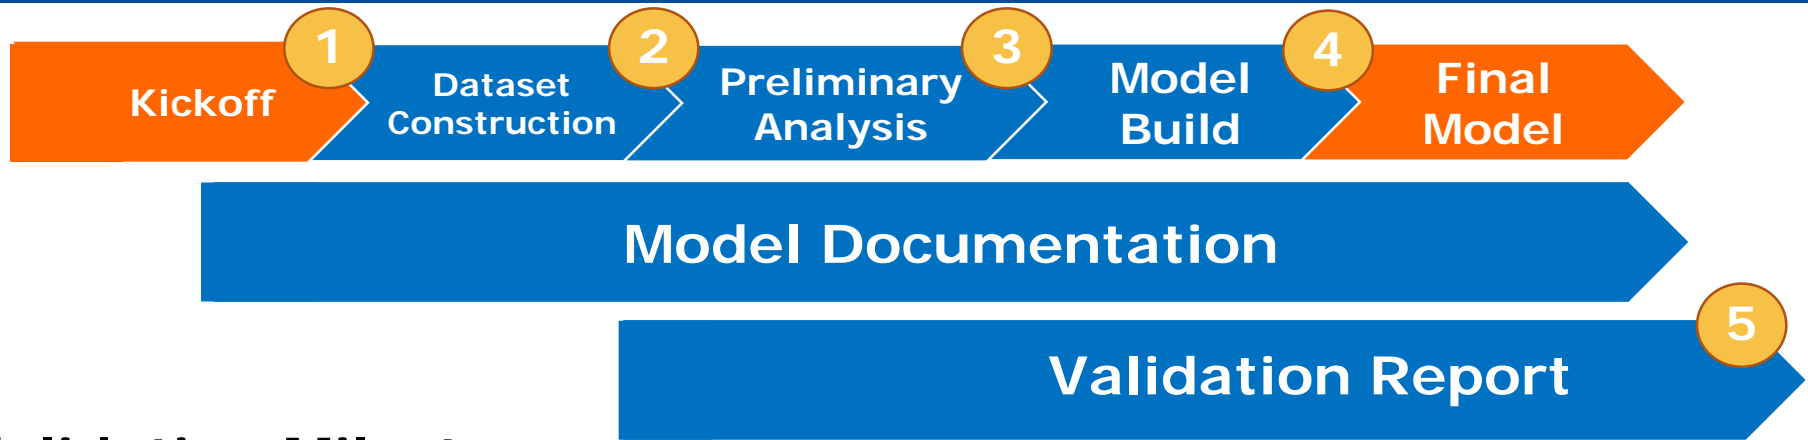 1
2
3
4
Kickoff
Dataset
Construction
Preliminary
Analysis
Model
Build
Final
Model
Model Documentation
5
Validation Report